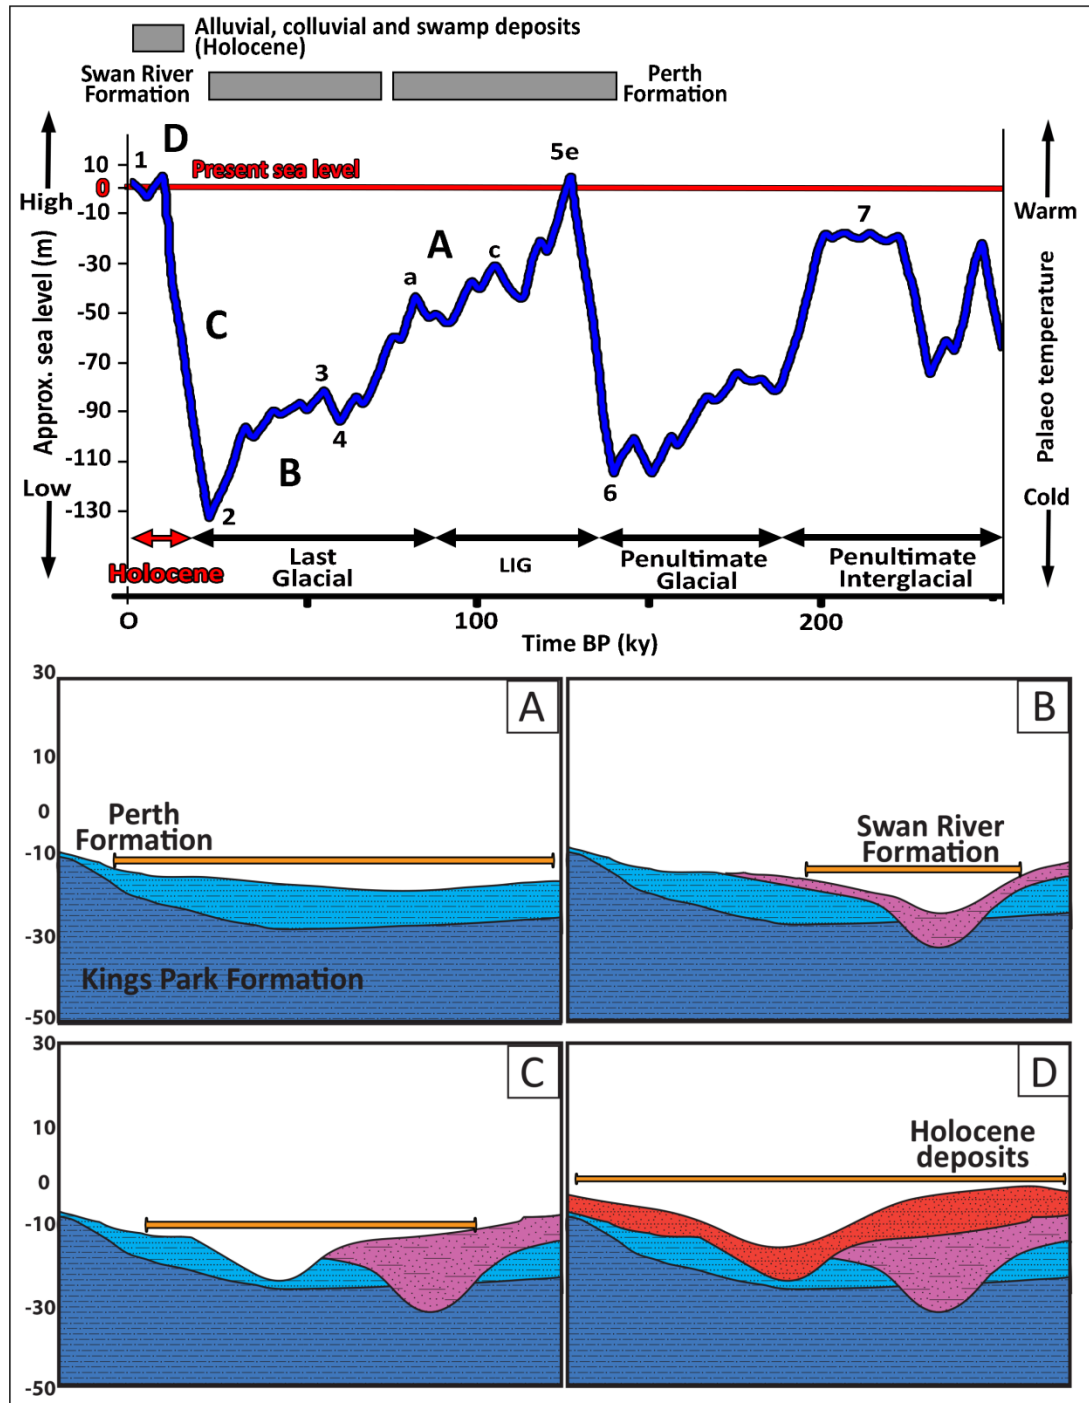 Alluvial, colluvial and swamp deposits
(Holocene)
Swan River
Formation
Perth
Formation
D
1
Present sea level
5e
10
0
-10
-30
-50
-70
-90
-110
-130
High
Low
Approx. sea level (m)
A
a
c
7
C
3
4
B
2
6
Warm
Cold
Palaeo temperature
Holocene
Last
Glacial
LIG
Penultimate
Glacial
Penultimate
Interglacial
O
100
200
Time BP (ky)
30
10
0
-10
-30
-50
A
Perth
Formation
Kings Park Formation
B
Swan River
Formation
30
10
0
-10
-30
-50
C
D
Holocene
deposits